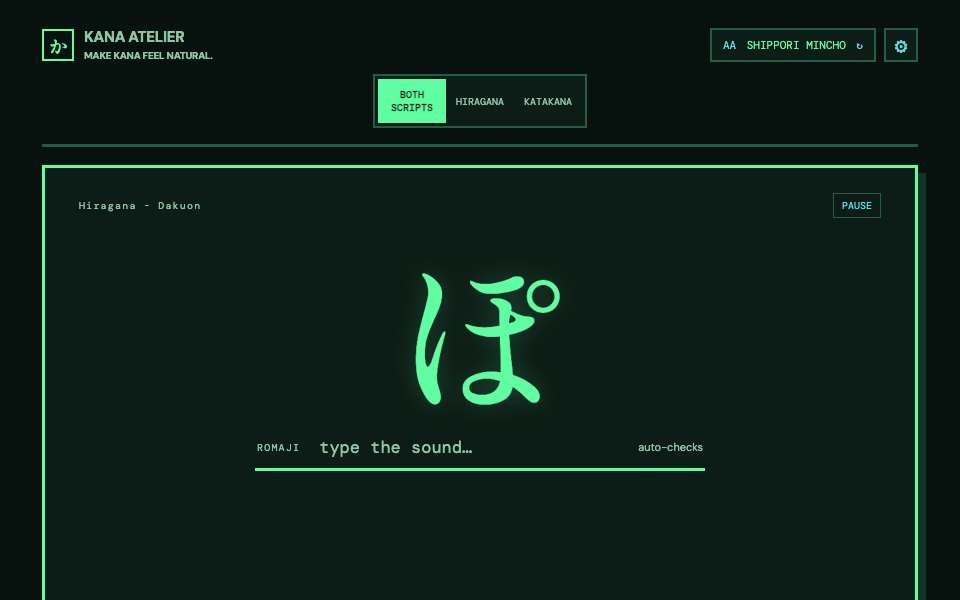 か
KANA ATELIER
MAKE KANA FEEL NATURAL.
AA SHIPPORI MINCHO ↻
⚙
BOTH
SCRIPTS
HIRAGANA
KATAKANA
Hiragana - Dakuon
PAUSE
ぽ
ROMAJI type the sound… auto-checks